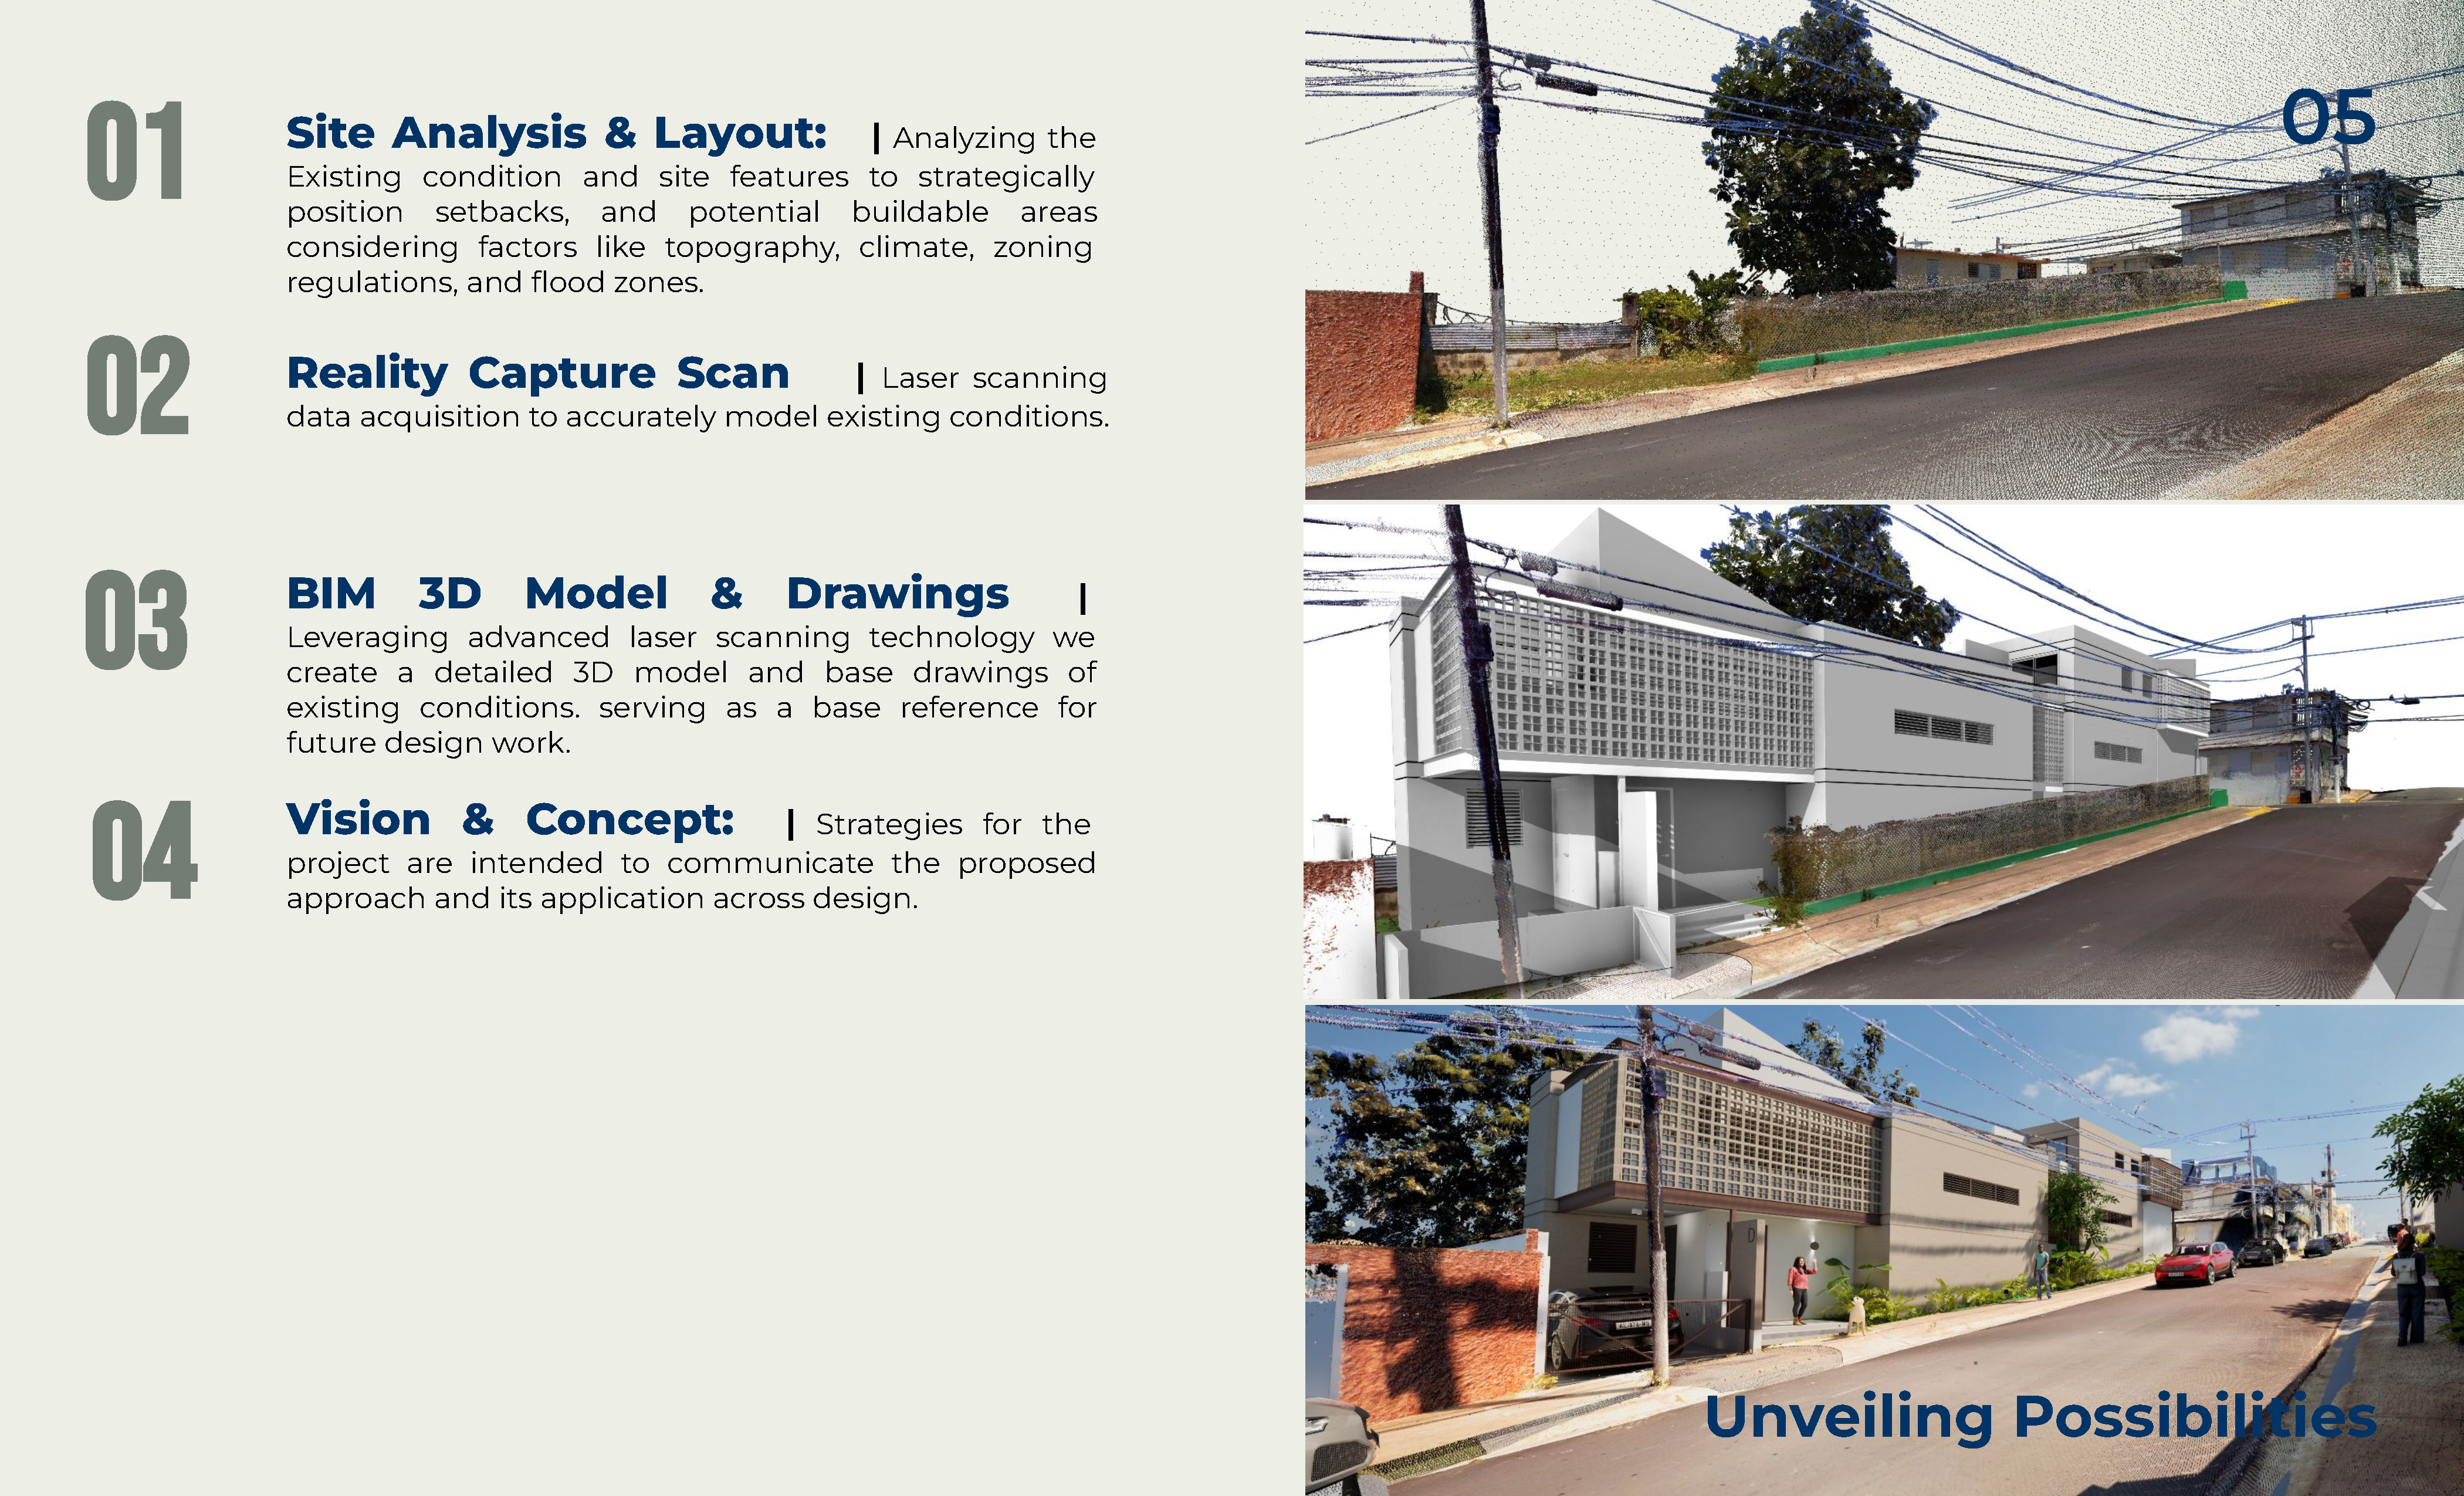 01
Site Analysis & Layout: | Analyzing the
Existing condition and site features to strategically
position setbacks, and potential buildable areas
considering factors like topography, climate, zoning
regulations, and flood zones.
02
Reality Capture Scan | Laser scanning
data acquisition to accurately model existing conditions.
03
BIM 3D Model & Drawings |
Leveraging advanced laser scanning technology we
create a detailed 3D model and base drawings of
existing conditions. serving as a base reference for
future design work.
04
Vision & Concept: | Strategies for the
project are intended to communicate the proposed
approach and its application across design.
05
D
Unveiling Possibilities